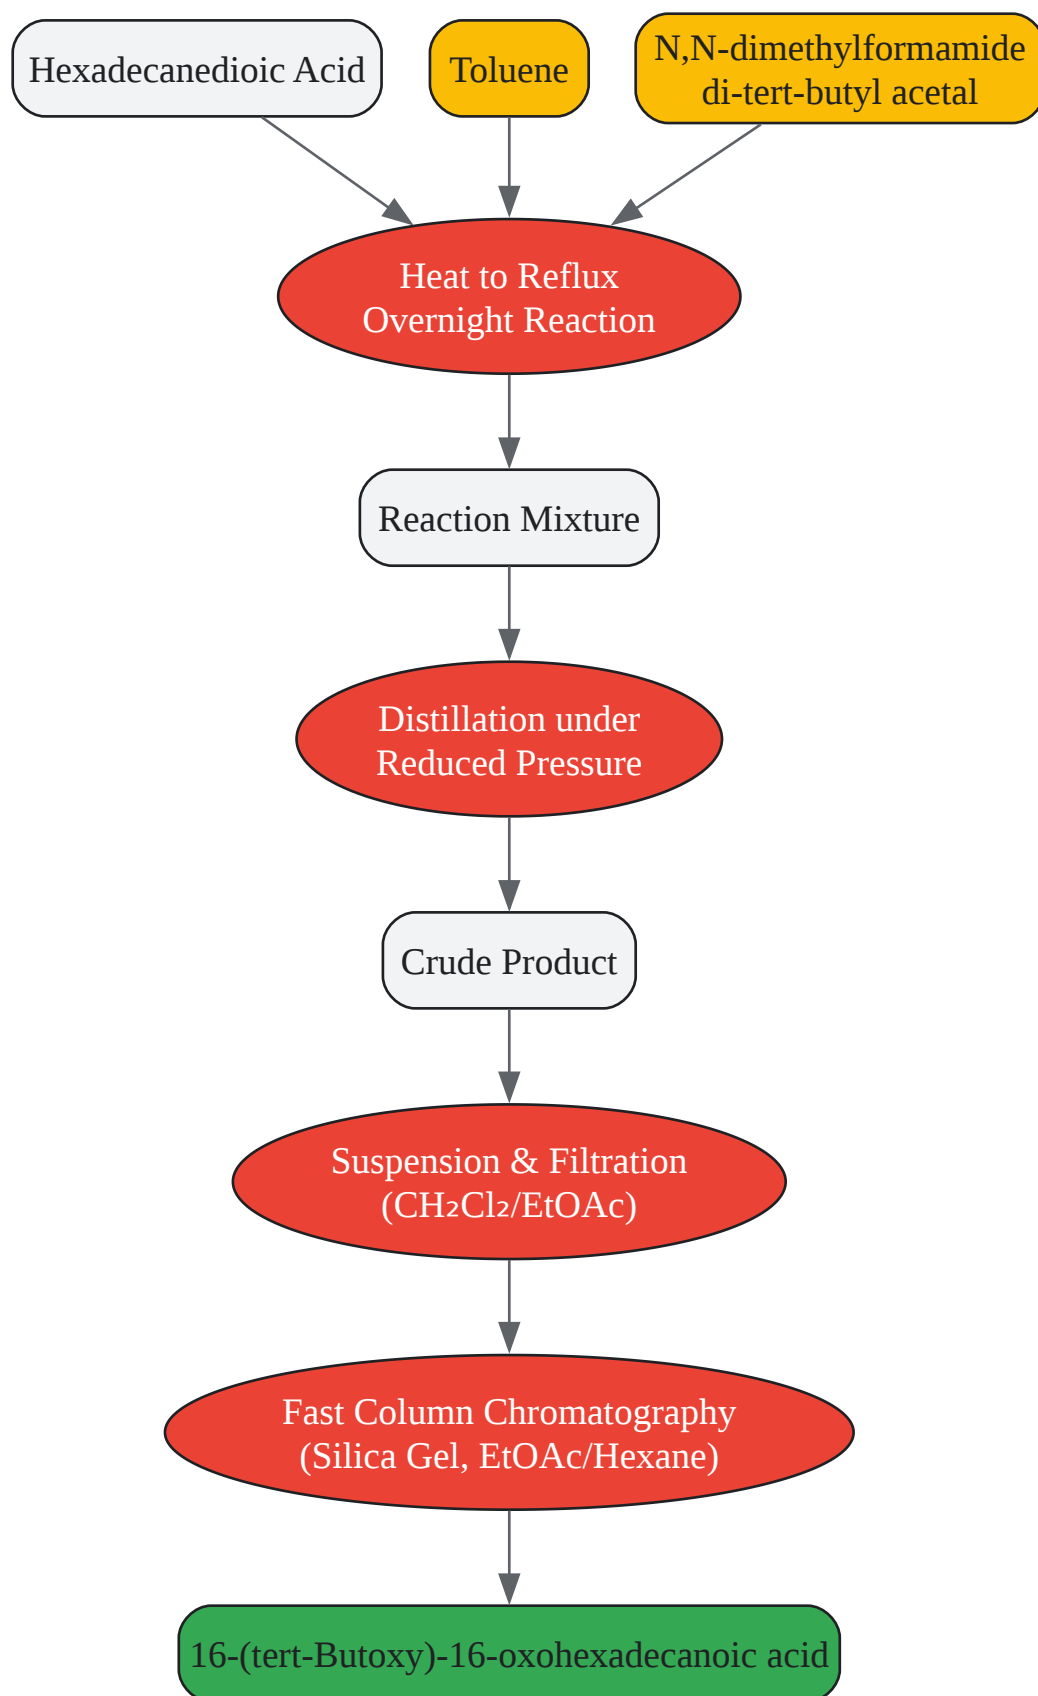 Hexadecanedioic Acid
Toluene
N,N-dimethylformamide
di-tert-butyl acetal
Heat to Reflux
Overnight Reaction
Reaction Mixture
Distillation under
Reduced Pressure
Crude Product
Suspension & Filtration
(CH₂Cl₂/EtOAc)
Fast Column Chromatography
(Silica Gel, EtOAc/Hexane)
16-(tert-Butoxy)-16-oxohexadecanoic acid